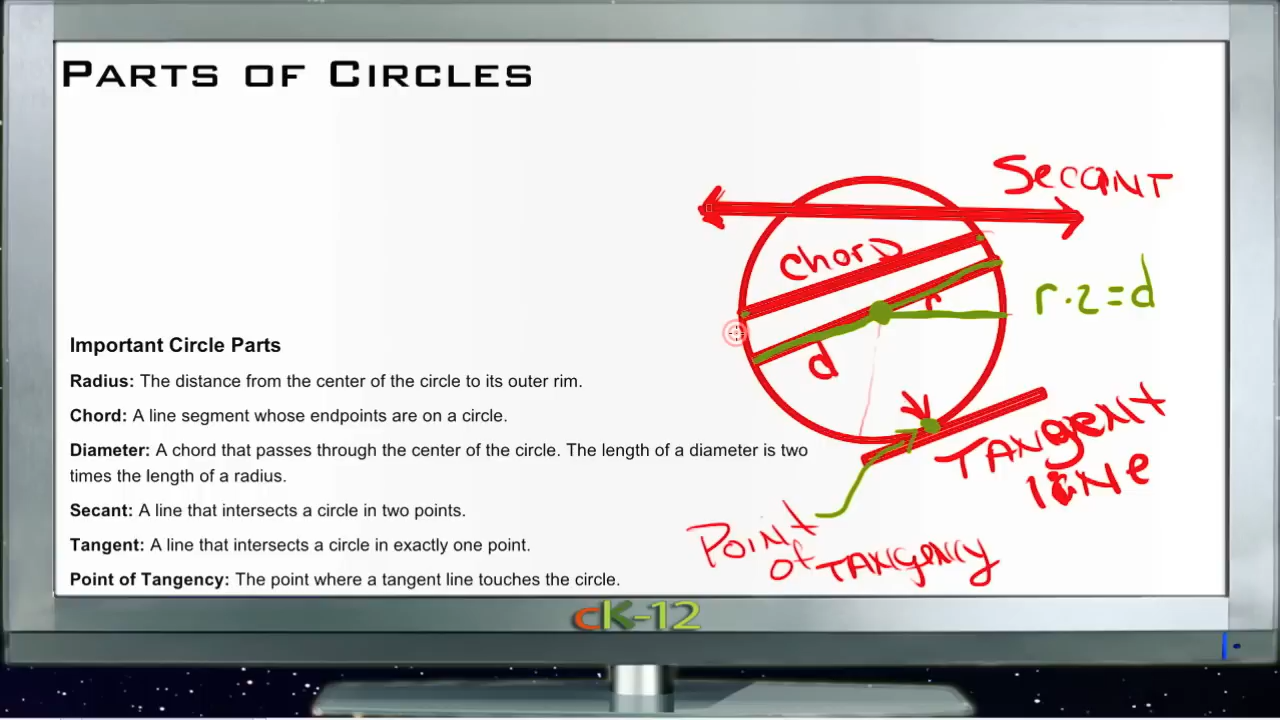 PARTS OF CIRCLES
Secant
chord
r
r·2=d
d
Tangent
line
Point
of Tangency
Important Circle Parts
Radius: The distance from the center of the circle to its outer rim.
Chord: A line segment whose endpoints are on a circle.
Diameter: A chord that passes through the center of the circle. The length of a diameter is two
times the length of a radius.
Secant: A line that intersects a circle in two points.
Tangent: A line that intersects a circle in exactly one point.
Point of Tangency: The point where a tangent line touches the circle.
cK-12